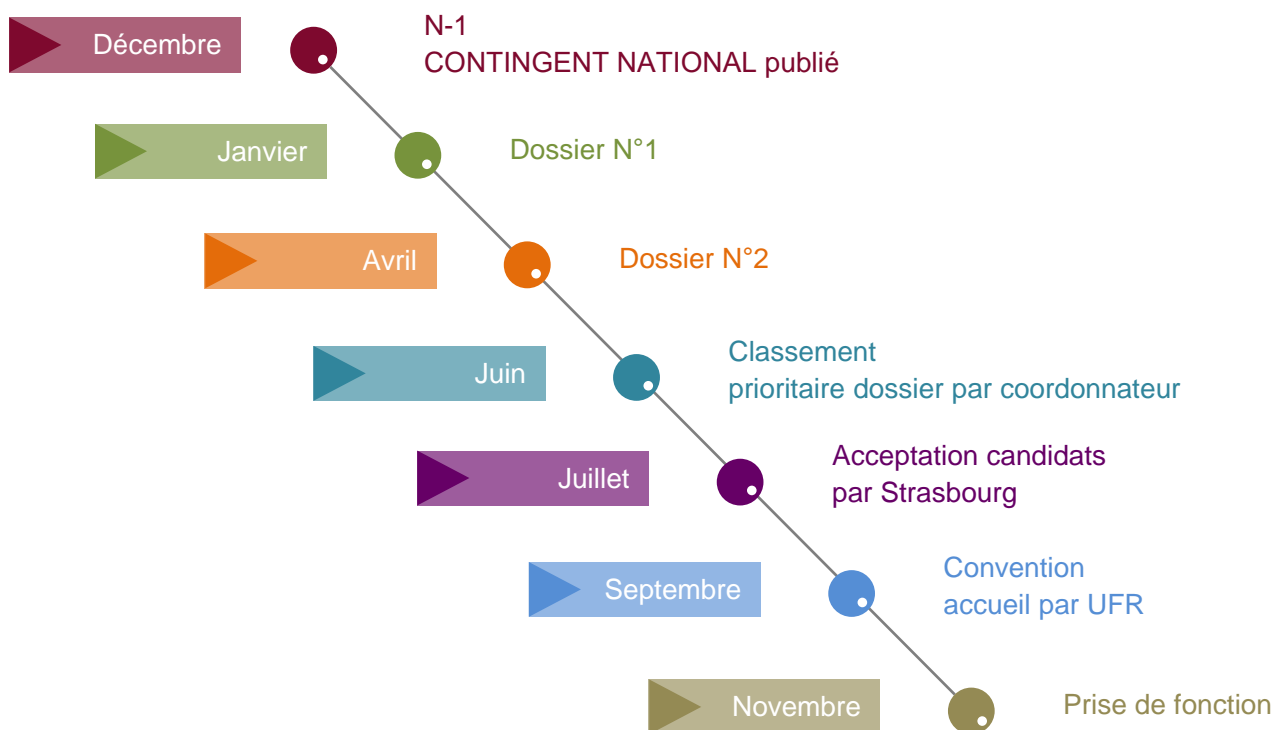 Décembre
N-1
CONTINGENT NATIONAL publié
Janvier
Dossier N°1
Avril
Dossier N°2
Juin
Classement
prioritaire dossier par coordonnateur
Juillet
Acceptation candidats
par Strasbourg
Septembre
Convention
accueil par UFR
Novembre
Prise de fonction